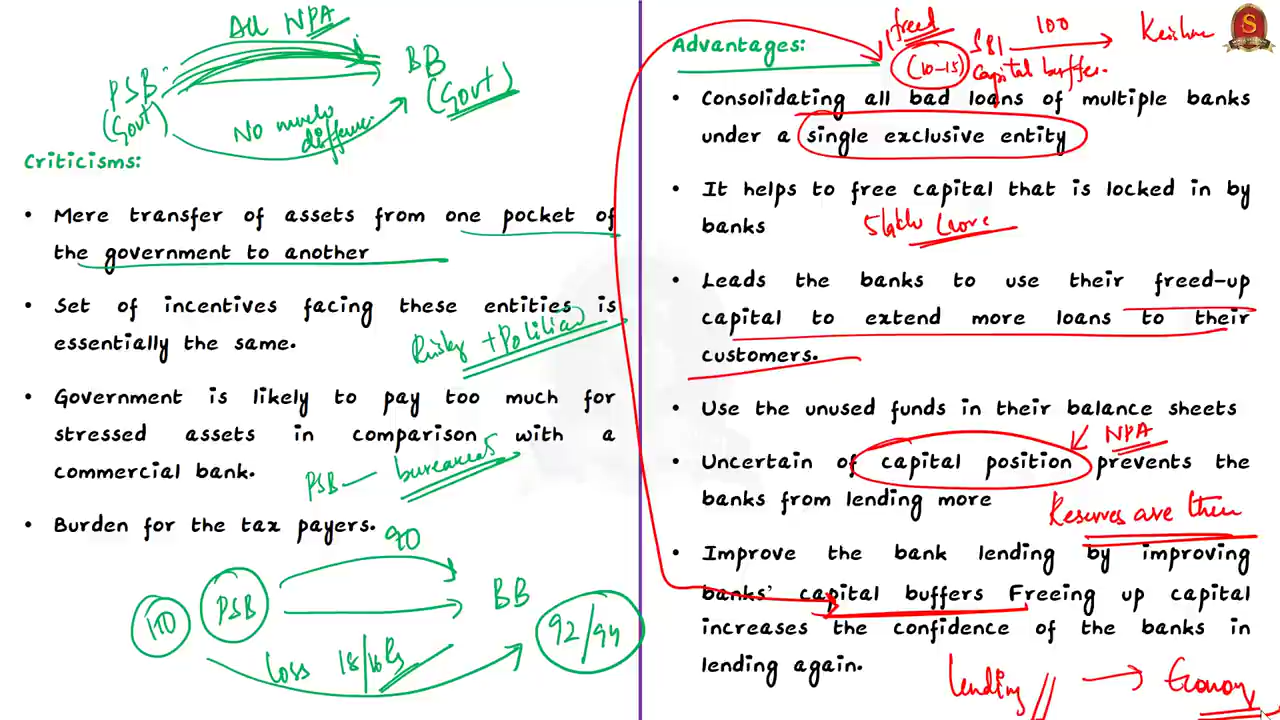 All NPA
PSB
(Govt)
BB
(Govt)
No much
Criticisms:
• Mere transfer of assets from one pocket of
the government to another
• Set of incentives facing these entities is
essentially the same.
Risky +
• Government is likely to pay too much for
stressed assets in comparison with a
commercial bank.
PSB —
• Burden for the tax payers.
90
110
PSB
BB
92/94
Loss
freed
(10-15)
SBI
100
capital buffer.
S
Advantages:
• Consolidating all bad loans of multiple banks
under a single exclusive entity
• It helps to free capital that is locked in by
banks
• Leads the banks to use their freed-up
capital to extend more loans to their
customers.
• Use the unused funds in their balance sheets
NPA
• Uncertain of capital position prevents the
banks from lending more
Reserves are there
• Improve the bank lending by improving
banks' capital buffers Freeing up capital
increases the confidence of the banks in
lending again.
lending → Economy